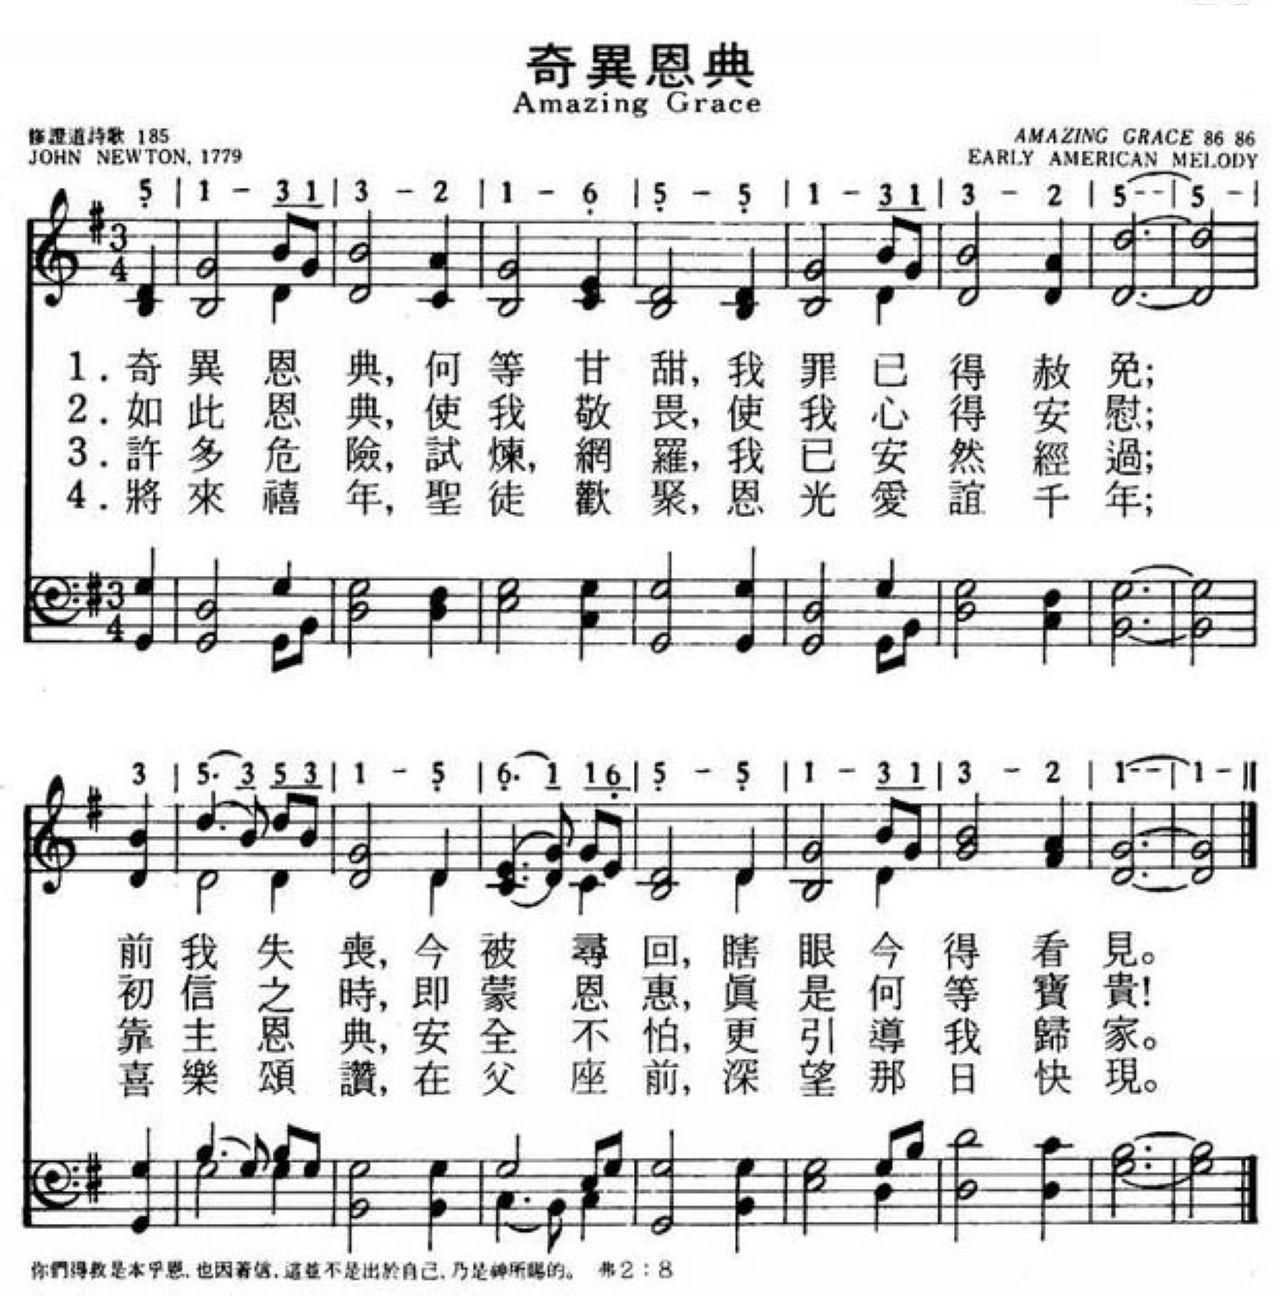 奇異恩典
Amazing Grace
修證道詩歌 185
AMAZING GRACE 86 86
JOHN NEWTON, 1779
EARLY AMERICAN MELODY
5 | 1 - 3 1 | 3 - 2 | 1 - 6 | 5 - 5 | 1 - 3 1 | 3 - 2 | 5 - - | 5 - |
3
4
1. 奇 異 恩 典, 何 等 甘 甜, 我 罪 已 得 赦 免;
2. 如 此 恩 典, 使 我 敬 畏, 使 我 心 得 安 慰;
3. 許 多 危 險, 試 煉, 網 羅, 我 已 安 然 經 過;
4. 將 來 禧 年, 聖 徒 歡 聚, 恩 光 愛 誼 千 年;
3
4
3 | 5. 3 5 3 | 1 - 5 | 6. 1 1 6 | 5 - 5 | 1 - 3 1 | 3 - 2 | 1 - - | 1 - ||
前 我 失 喪, 今 被 尋 回, 瞎 眼 今 得 看 見。
初 信 之 時, 即 蒙 恩 惠, 眞 是 何 等 寶 貴!
靠 主 恩 典, 安 全 不 怕, 更 引 導 我 歸 家。
喜 樂 頌 讚, 在 父 座 前, 深 望 那 日 快 現。
你們得救是本乎恩, 也因著信, 這並不是出於自己, 乃是神所賜的。 弗 2 : 8